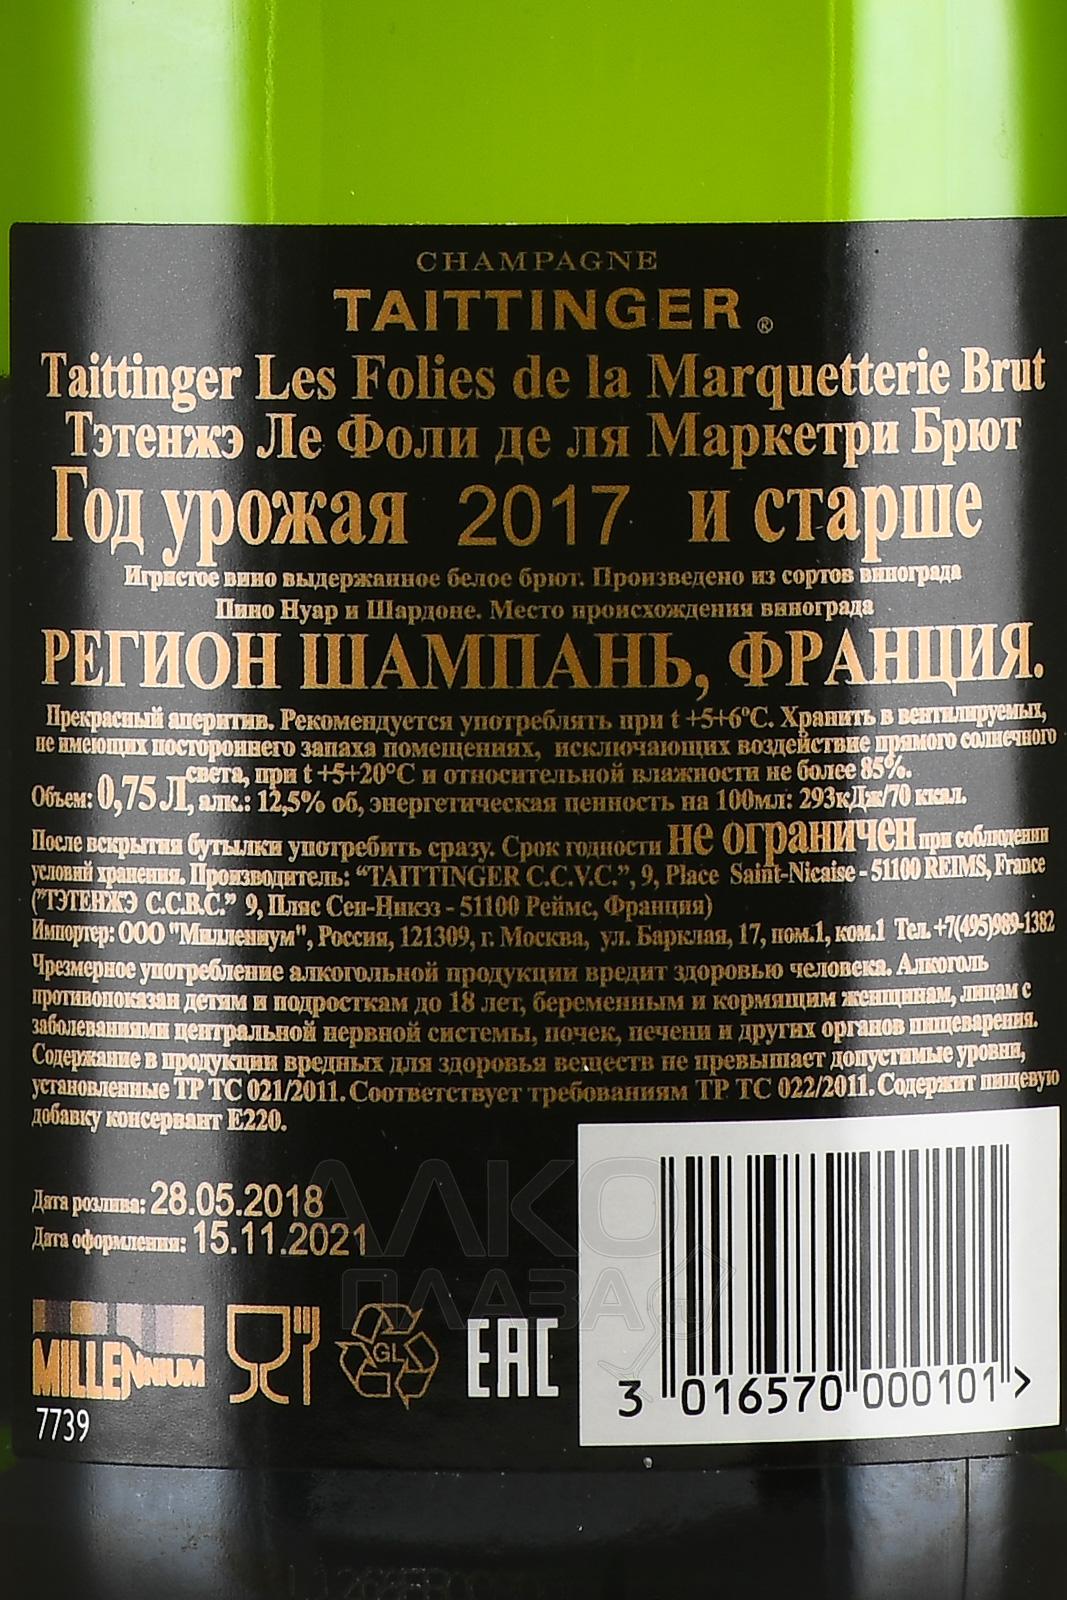 CHAMPAGNE
TAITTINGER ®
Taittinger Les Folies de la Marquetterie Brut
Тэтенжэ Ле Фоли де ля Маркетри Брют
Год урожая 2017 и старше
Игристое вино выдержанное белое брют. Произведено из сортов винограда
Пино Нуар и Шардоне. Место происхождения винограда
РЕГИОН ШАМПАНЬ, ФРАНЦИЯ.
Прекрасный аперитив. Рекомендуется употреблять при t +5+6°C. Хранить в вентилируемых,
не имеющих постороннего запаха помещениях, исключающих воздействие прямого солнечного
света, при t +5+20°C и относительной влажности не более 85%.
Объем: 0,75 Л, алк.: 12,5% об, энергетическая ценность на 100мл: 293кДж/70 ккал.
После вскрытия бутылки употребить сразу. Срок годности не ограничен при соблюдении
условий хранения. Производитель: “TAITTINGER C.C.V.C.”, 9, Place Saint-Nicaise - 51100 REIMS, France
("ТЭТЕНЖЭ С.С.В.С.” 9, Пляс Сен-Никэз - 51100 Реймс, Франция)
Импортер: ООО "Миллениум", Россия, 121309, г. Москва, ул. Барклая, 17, пом.1, ком.1 Тел. +7(495)989-1382
Чрезмерное употребление алкогольной продукции вредит здоровью человека. Алкоголь
противопоказан детям и подросткам до 18 лет, беременным и кормящим женщинам, лицам с
заболеваниями центральной нервной системы, почек, печени и других органов пищеварения.
Содержание в продукции вредных для здоровья веществ не превышает допустимые уровни,
установленные ТР ТС 021/2011. Соответствует требованиям ТР ТС 022/2011. Содержит пищевую
добавку консервант Е220.
Дата розлива: 28.05.2018
Дата оформления: 15.11.2021
АЛКО
ПЛАЗА
MILLENNIUM
GL
EAC
7739
3 016570 000101 >